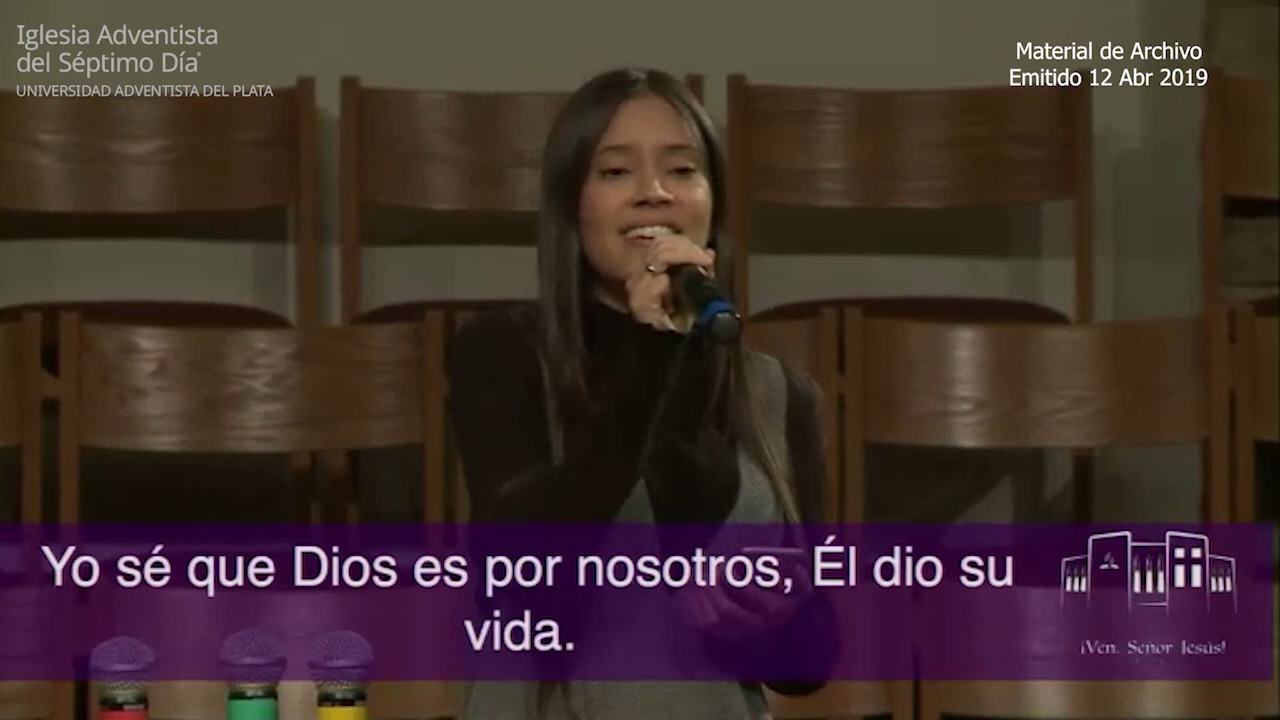 Iglesia Adventista
del Séptimo Día®
UNIVERSIDAD ADVENTISTA DEL PLATA
Material de Archivo
Emitido 12 Abr 2019
Yo sé que Dios es por nosotros, Él dio su
vida.
¡Ven, Señor Jesús!